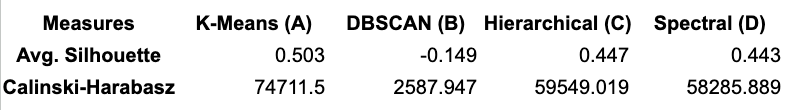 Measures K-Means (A) DBSCAN (B) Hierarchical (C) Spectral (D)
Avg. Silhouette 0.503 -0.149 0.447 0.443
Calinski-Harabasz 74711.5 2587.947 59549.019 58285.889